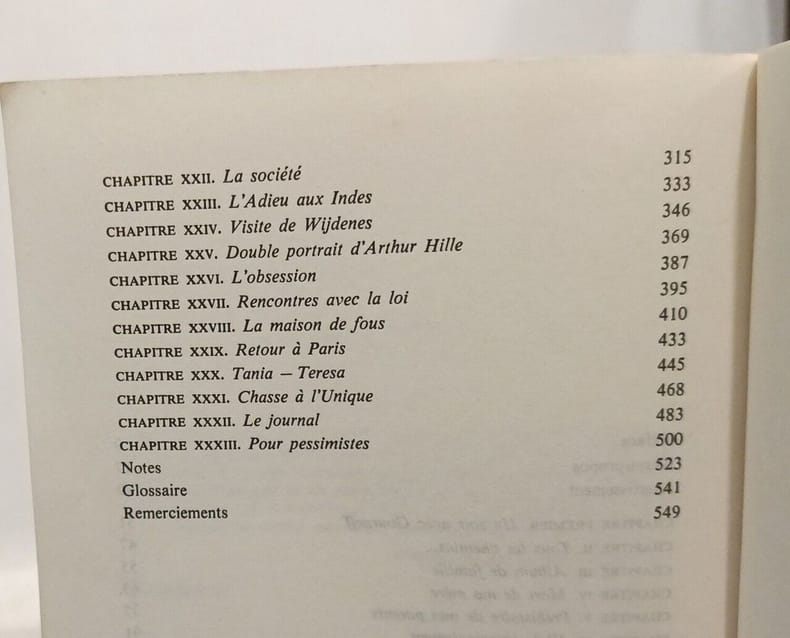 CHAPITRE XXII. La société 315
CHAPITRE XXIII. L'Adieu aux Indes 333
CHAPITRE XXIV. Visite de Wijdenes 346
CHAPITRE XXV. Double portrait d'Arthur Hille 369
CHAPITRE XXVI. L'obsession 387
CHAPITRE XXVII. Rencontres avec la loi 395
CHAPITRE XXVIII. La maison de fous 410
CHAPITRE XXIX. Retour à Paris 433
CHAPITRE XXX. Tania — Teresa 445
CHAPITRE XXXI. Chasse à l'Unique 468
CHAPITRE XXXII. Le journal 483
CHAPITRE XXXIII. Pour pessimistes 500
Notes 523
Glossaire 541
Remerciements 549